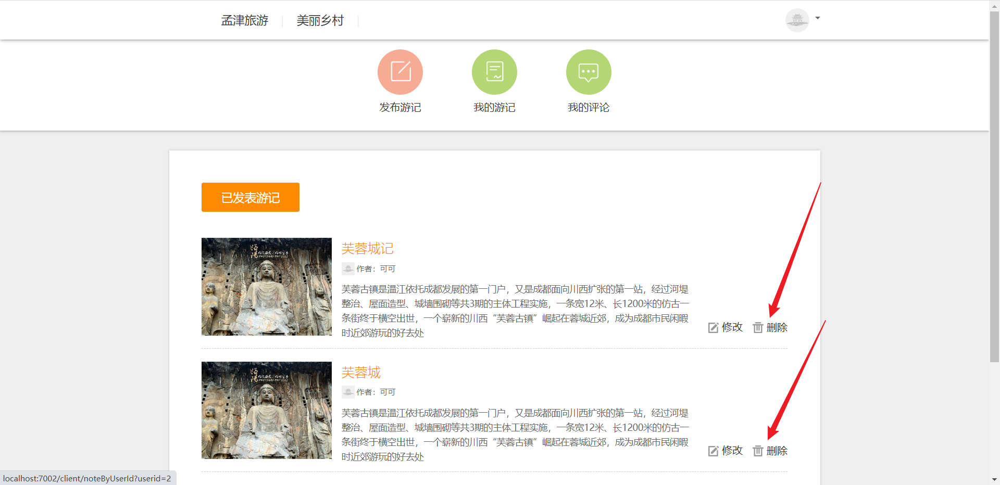 孟津旅游
美丽乡村
发布游记
我的游记
我的评论
已发表游记
洛阳
PHOTOGRAPHY 2012
芙蓉城记
作者：可可
芙蓉古镇是温江依托成都发展的第一门户，又是成都面向川西扩张的第一站，经过河堤
整治、屋面造型、城墙围砌等共3期的主体工程实施，一条宽12米、长1200米的仿古一
条街终于横空出世，一个崭新的川西“芙蓉古镇”崛起在蓉城近郊，成为成都市民闲暇
时近郊游玩的好去处
修改
删除
洛阳
PHOTOGRAPHY 2012
芙蓉城
作者：可可
芙蓉古镇是温江依托成都发展的第一门户，又是成都面向川西扩张的第一站，经过河堤
整治、屋面造型、城墙围砌等共3期的主体工程实施，一条宽12米、长1200米的仿古一
条街终于横空出世，一个崭新的川西“芙蓉古镇”崛起在蓉城近郊，成为成都市民闲暇
时近郊游玩的好去处
修改
删除
localhost:7002/client/noteByUserId?userid=2